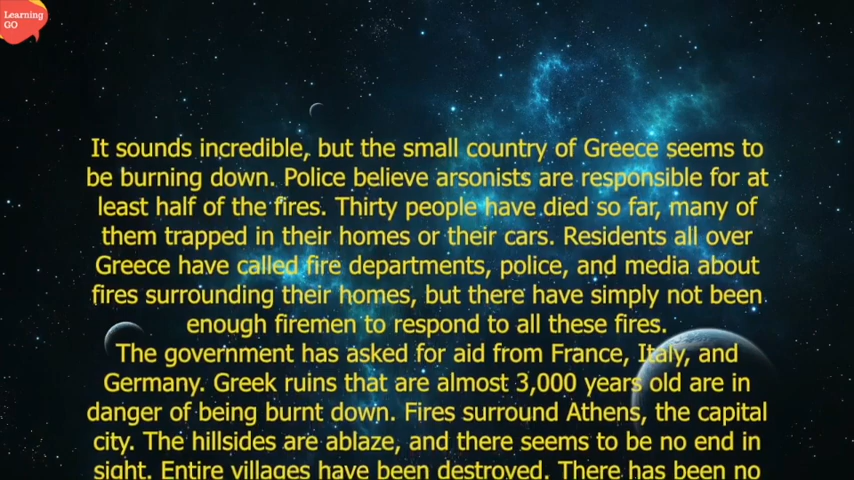 Learning
GO
It sounds incredible, but the small country of Greece seems to
be burning down. Police believe arsonists are responsible for at
least half of the fires. Thirty people have died so far, many of
them trapped in their homes or their cars. Residents all over
Greece have called fire departments, police, and media about
fires surrounding their homes, but there have simply not been
enough firemen to respond to all these fires.
The government has asked for aid from France, Italy, and
Germany. Greek ruins that are almost 3,000 years old are in
danger of being burnt down. Fires surround Athens, the capital
city. The hillsides are ablaze, and there seems to be no end in
sight. Entire villages have been destroyed. There has been no